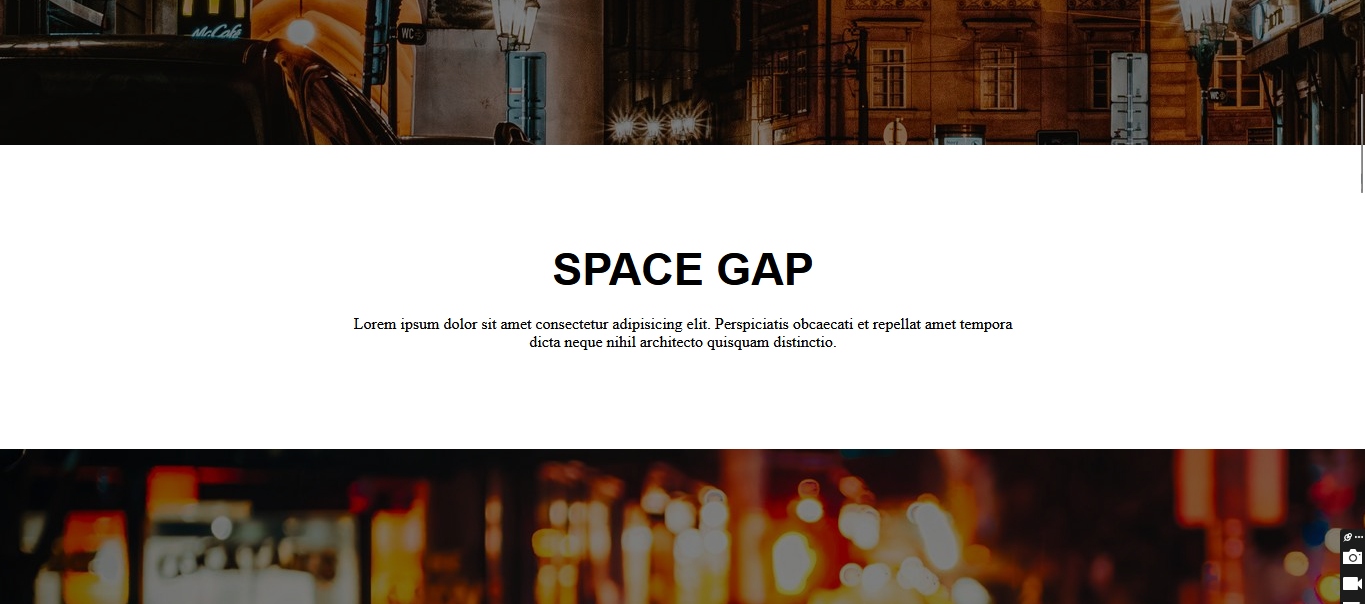 McCafé
WC
WC
SPACE GAP
Lorem ipsum dolor sit amet consectetur adipisicing elit. Perspiciatis obcaecati et repellat amet tempora
dicta neque nihil architecto quisquam distinctio.